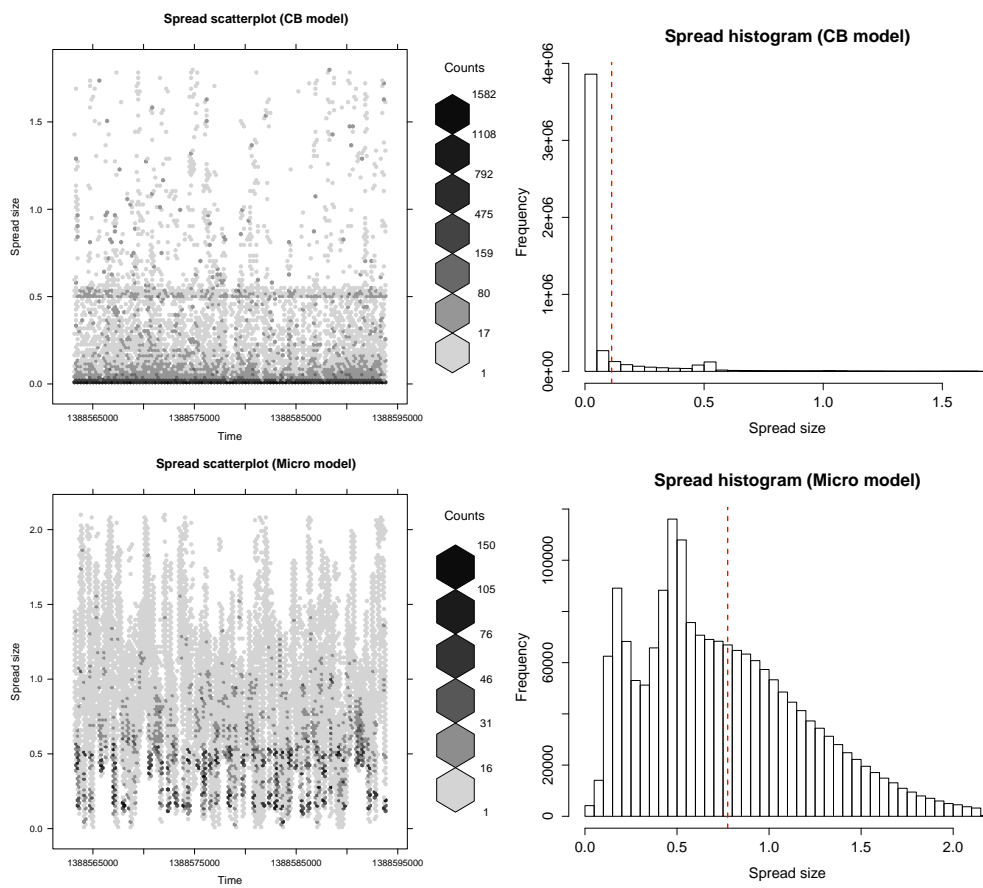 Spread scatterplot (CB model)
Spread size
0.0
0.5
1.0
1.5
1388565000
1388575000
1388585000
1388595000
Time
Counts
1582
1108
792
475
159
80
17
1
Spread histogram (CB model)
Frequency
0e+00
1e+06
2e+06
3e+06
4e+06
0.0
0.5
1.0
1.5
Spread size
Spread scatterplot (Micro model)
Spread size
0.0
0.5
1.0
1.5
2.0
1388565000
1388575000
1388585000
1388595000
Time
Counts
150
105
76
46
31
16
1
Spread histogram (Micro model)
Frequency
0
20000
60000
100000
0.0
0.5
1.0
1.5
2.0
Spread size